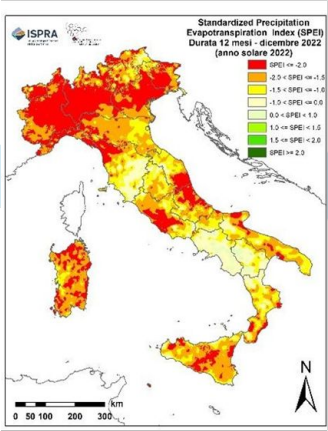 ISPRA
Standardized Precipitation
Evapotranspiration Index (SPEI)
Durata 12 mesi - dicembre 2022
(anno solare 2022)
SPEI <= -2.0
-2.0 < SPEI <= -1.5
-1.5 < SPEI <= -1.0
-1.0 < SPEI <= 0.0
0.0 < SPEI < 1.0
1.0 <= SPEI < 1.5
1.5 <= SPEI < 2.0
SPEI >= 2.0
N
km
0 50 100 200 300